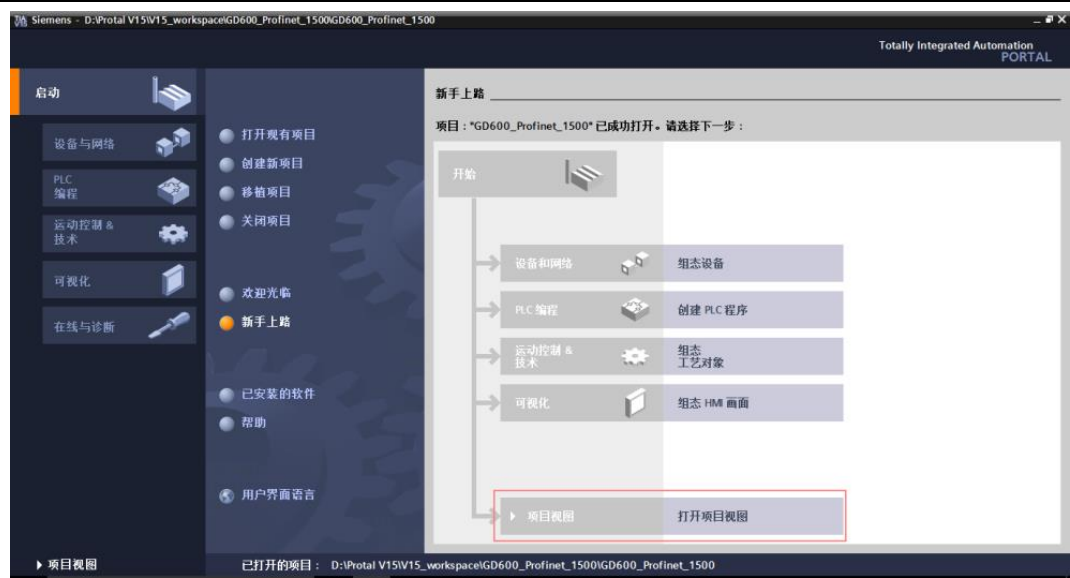 Siemens - D:\Protal V15\V15_workspace\GD600_Profinet_1500\GD600_Profinet_1500
Totally Integrated Automation
PORTAL
启动
设备与网络
PLC
编程
运动控制 &
技术
可视化
在线与诊断
打开现有项目
创建新项目
移植项目
关闭项目
欢迎光临
新手上路
已安装的软件
帮助
用户界面语言
新手上路
项目："GD600_Profinet_1500" 已成功打开。请选择下一步：
开始
设备和网络 组态设备
PLC 编程 创建 PLC 程序
运动控制 & 组态
技术 工艺对象
可视化 组态 HMI 画面
项目视图 打开项目视图
项目视图
已打开的项目： D:\Protal V15\V15_workspace\GD600_Profinet_1500\GD600_Profinet_1500